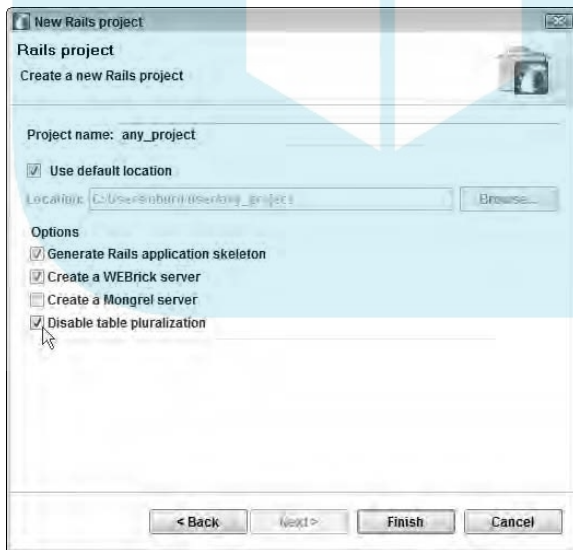 New Rails project
Rails project
Create a new Rails project
Project name: any_project
Use default location
Location:
Browse...
Options
Generate Rails application skeleton
Create a WEBrick server
Create a Mongrel server
Disable table pluralization
< Back
Next >
Finish
Cancel